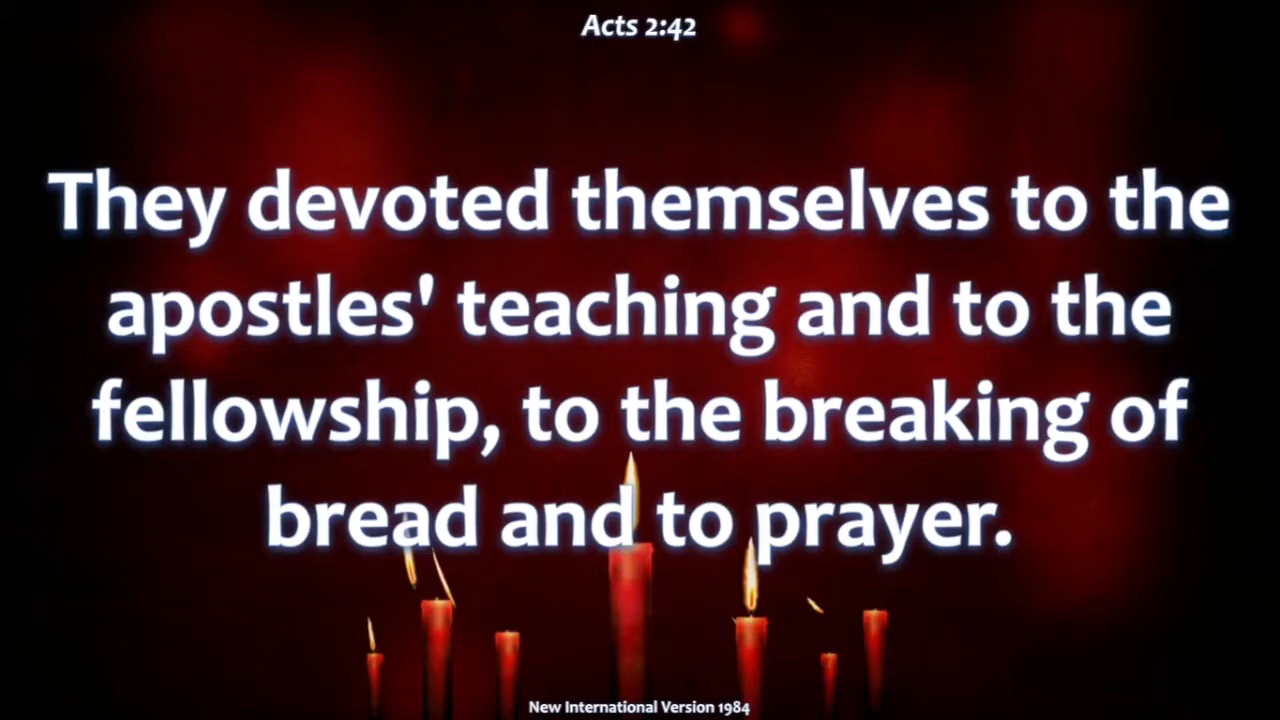 Acts 2:42
They devoted themselves to the
apostles' teaching and to the
fellowship, to the breaking of
bread and to prayer.
New International Version 1984